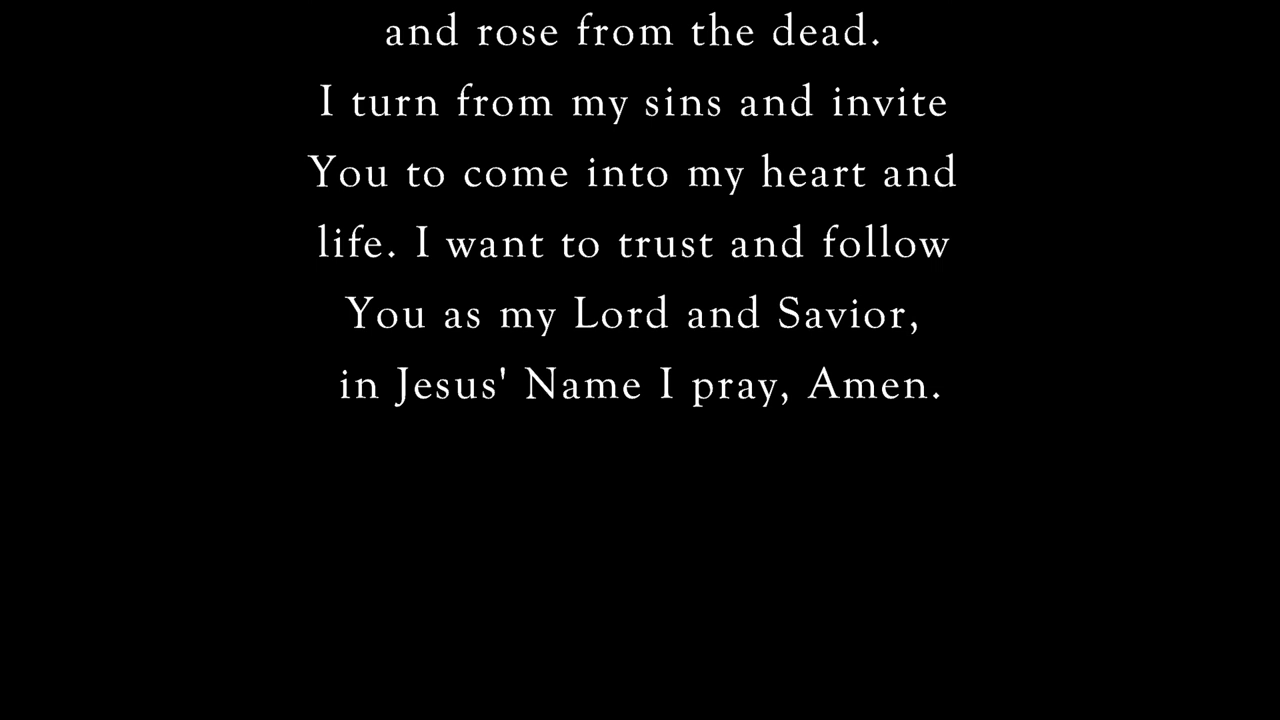 and rose from the dead.
I turn from my sins and invite
You to come into my heart and
life. I want to trust and follow
You as my Lord and Savior,
in Jesus' Name I pray, Amen.